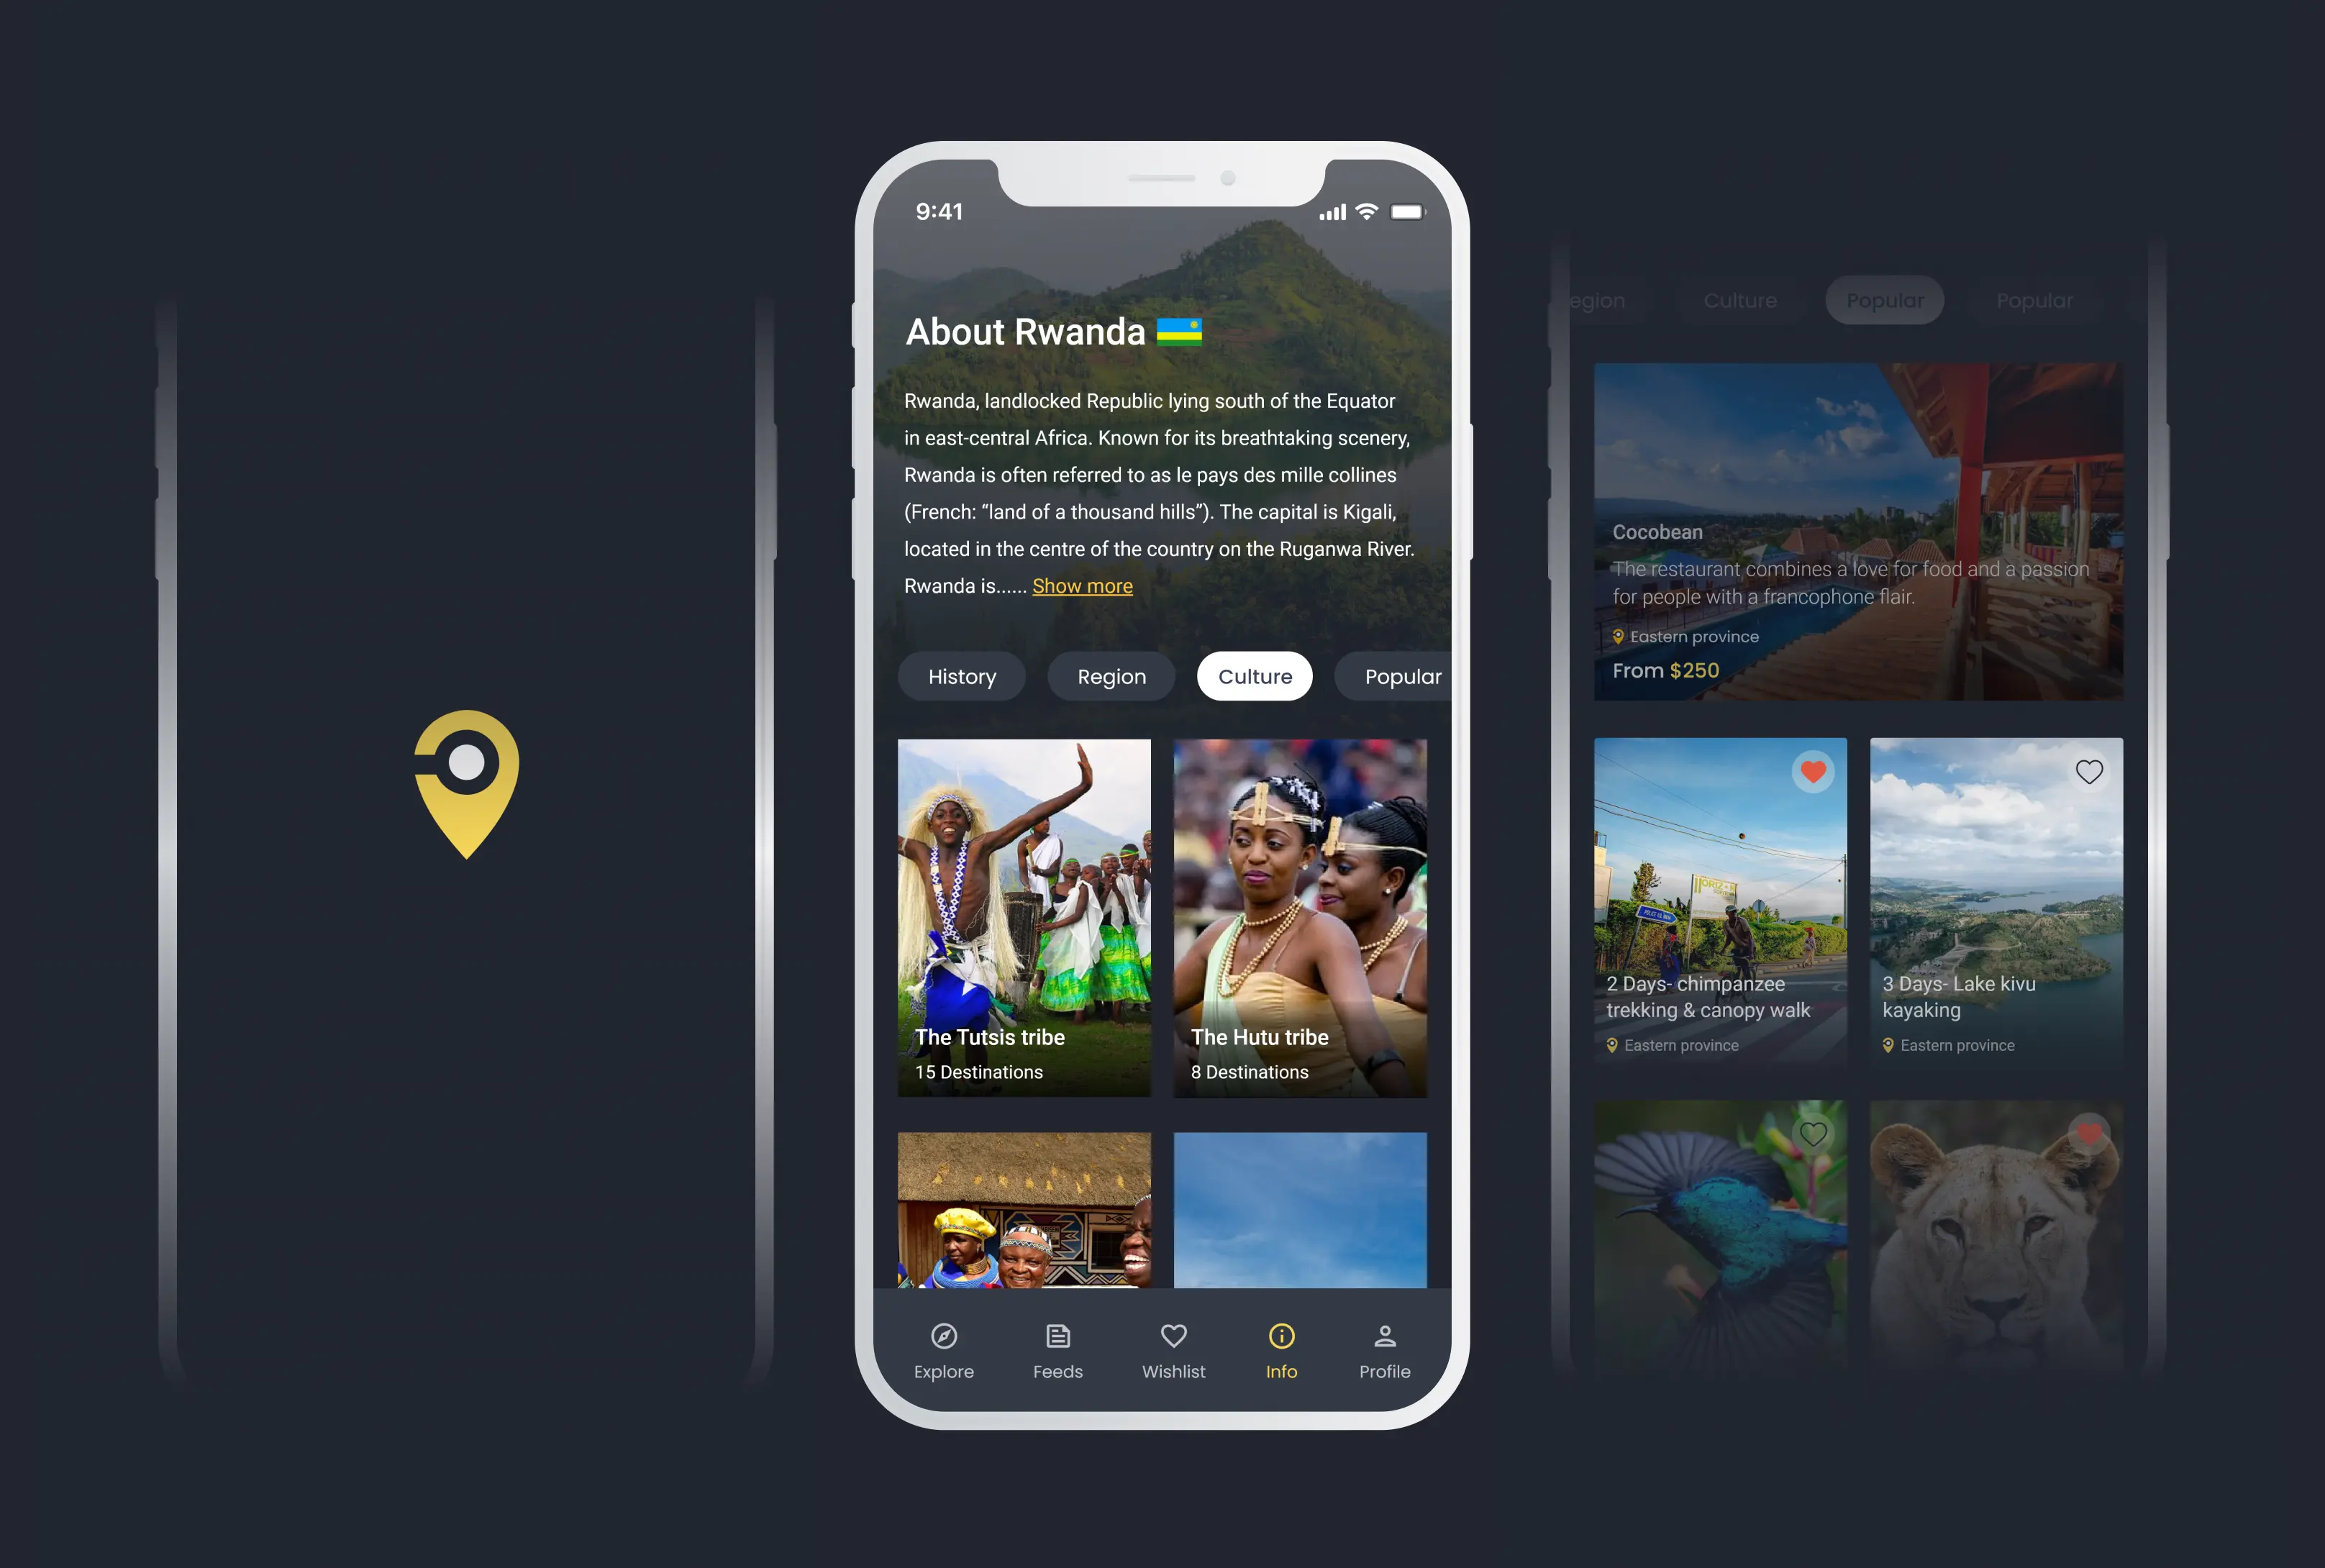 9:41
About Rwanda
Rwanda, landlocked Republic lying south of the Equator
in east-central Africa. Known for its breathtaking scenery,
Rwanda is often referred to as le pays des mille collines
(French: “land of a thousand hills”). The capital is Kigali,
located in the centre of the country on the Ruganwa River.
Rwanda is...... Show more
History Region Culture Popular
The Tutsis tribe
15 Destinations
The Hutu tribe
8 Destinations
Explore Feeds Wishlist Info Profile
egion Culture Popular Popular
Cocobean
The restaurant combines a love for food and a passion
for people with a francophone flair.
Eastern province
From $250
2 Days- chimpanzee
trekking & canopy walk
Eastern province
3 Days- Lake kivu
kayaking
Eastern province